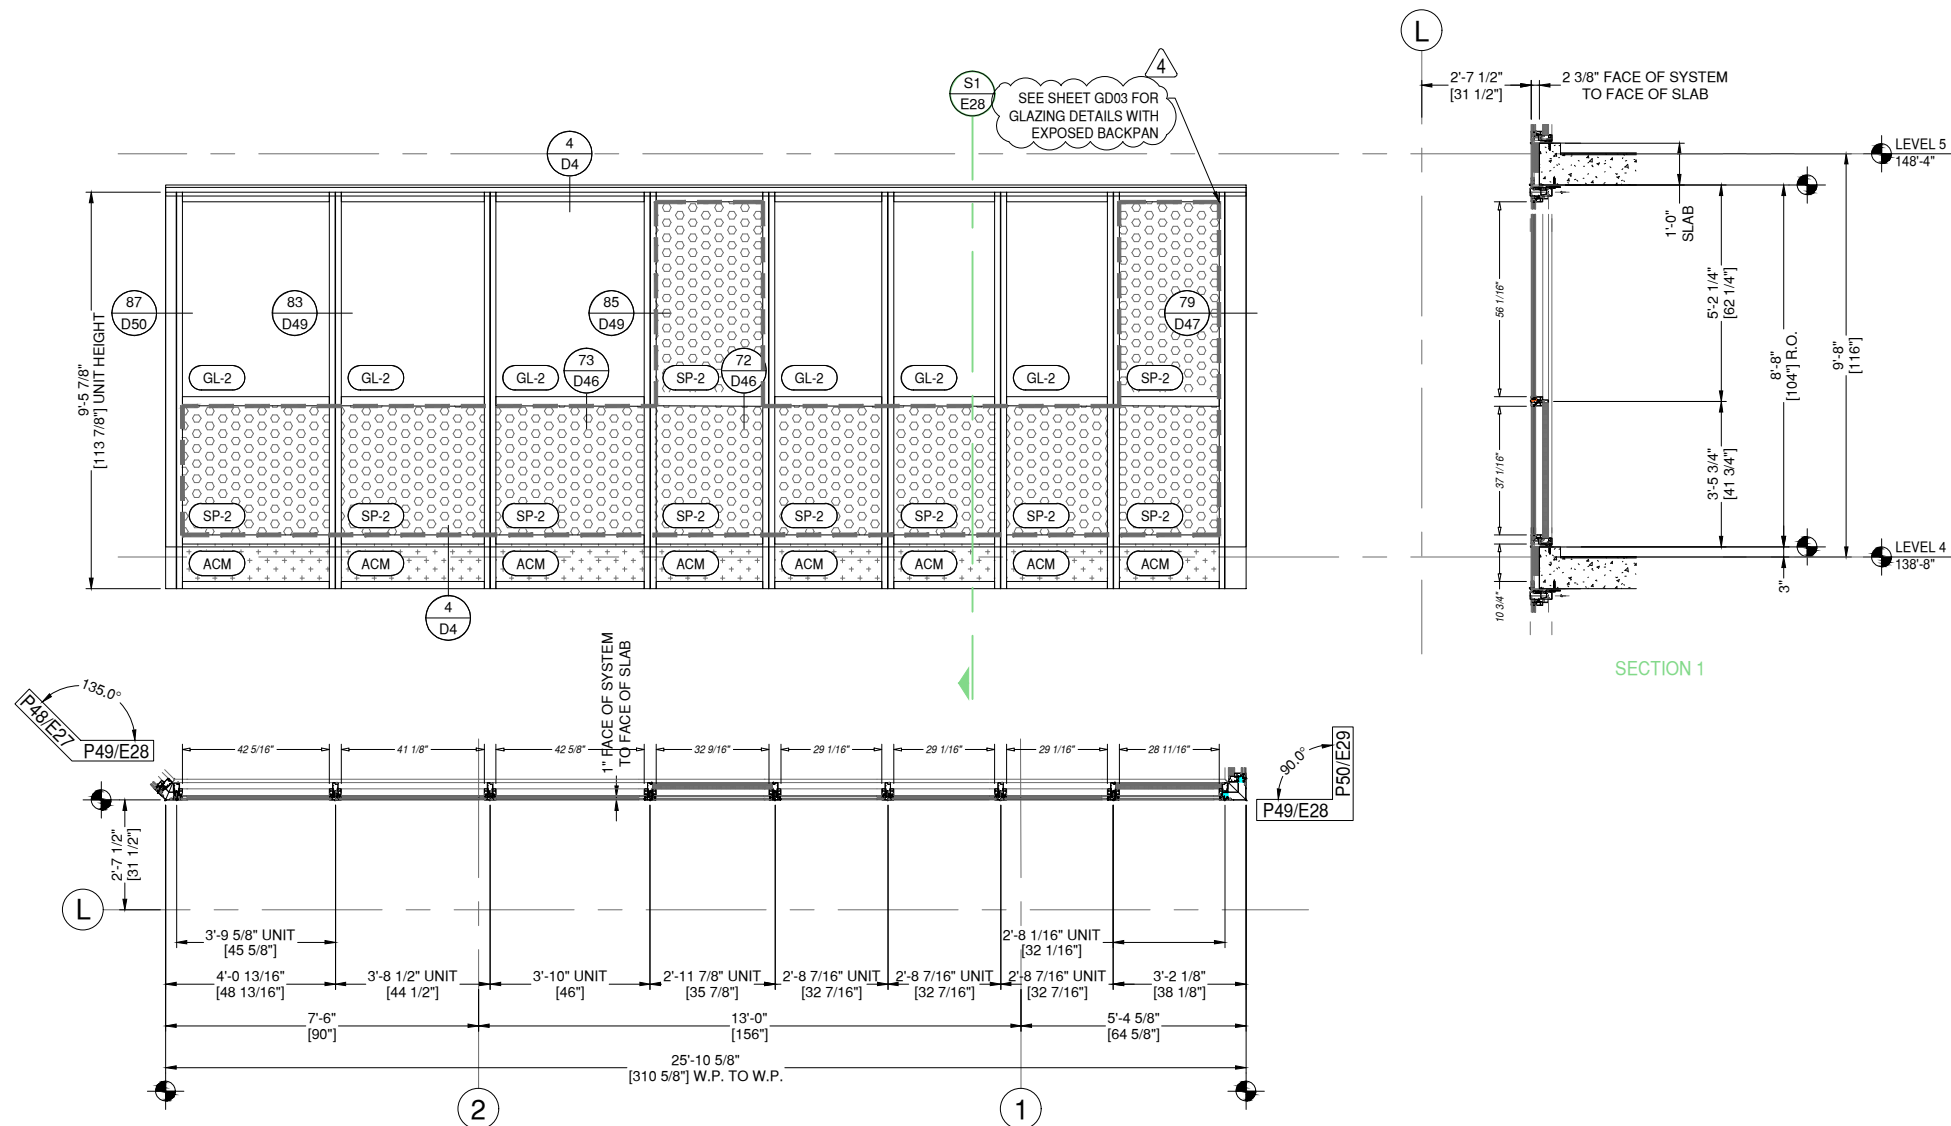 L
2'-7 1/2"
[31 1/2"]
2 3/8" FACE OF SYSTEM
TO FACE OF SLAB
4
S1
E28
SEE SHEET GD03 FOR
GLAZING DETAILS WITH
EXPOSED BACKPAN
4
D4
LEVEL 5
148'-4"
1'-0"
SLAB
9'-5 7/8"
[113 7/8"] UNIT HEIGHT
87
D50
83
D49
85
D49
79
D47
73
D46
72
D46
GL-2
GL-2
GL-2
SP-2
GL-2
GL-2
GL-2
SP-2
SP-2
SP-2
SP-2
SP-2
SP-2
SP-2
SP-2
SP-2
ACM
ACM
ACM
ACM
ACM
ACM
ACM
ACM
4
D4
56 1/16"
37 1/16"
10 3/4"
5'-2 1/4"
[62 1/4"]
3'-5 3/4"
[41 3/4"]
8'-8"
[104"] R.O.
9'-8"
[116"]
3"
LEVEL 4
138'-8"
SECTION 1
135.0°
P48/E27
P49/E28
42 5/16"
41 1/8"
42 5/8"
1" FACE OF SYSTEM
TO FACE OF SLAB
32 9/16"
29 1/16"
29 1/16"
29 1/16"
28 11/16"
90.0°
P50/E29
P49/E28
2'-7 1/2"
[31 1/2"]
L
3'-9 5/8" UNIT
[45 5/8"]
2'-8 1/16" UNIT
[32 1/16"]
4'-0 13/16"
[48 13/16"]
3'-8 1/2" UNIT
[44 1/2"]
3'-10" UNIT
[46"]
2'-11 7/8" UNIT
[35 7/8"]
2'-8 7/16" UNIT
[32 7/16"]
2'-8 7/16" UNIT
[32 7/16"]
2'-8 7/16" UNIT
[32 7/16"]
3'-2 1/8"
[38 1/8"]
7'-6"
[90"]
13'-0"
[156"]
5'-4 5/8"
[64 5/8"]
25'-10 5/8"
[310 5/8"] W.P. TO W.P.
2
1